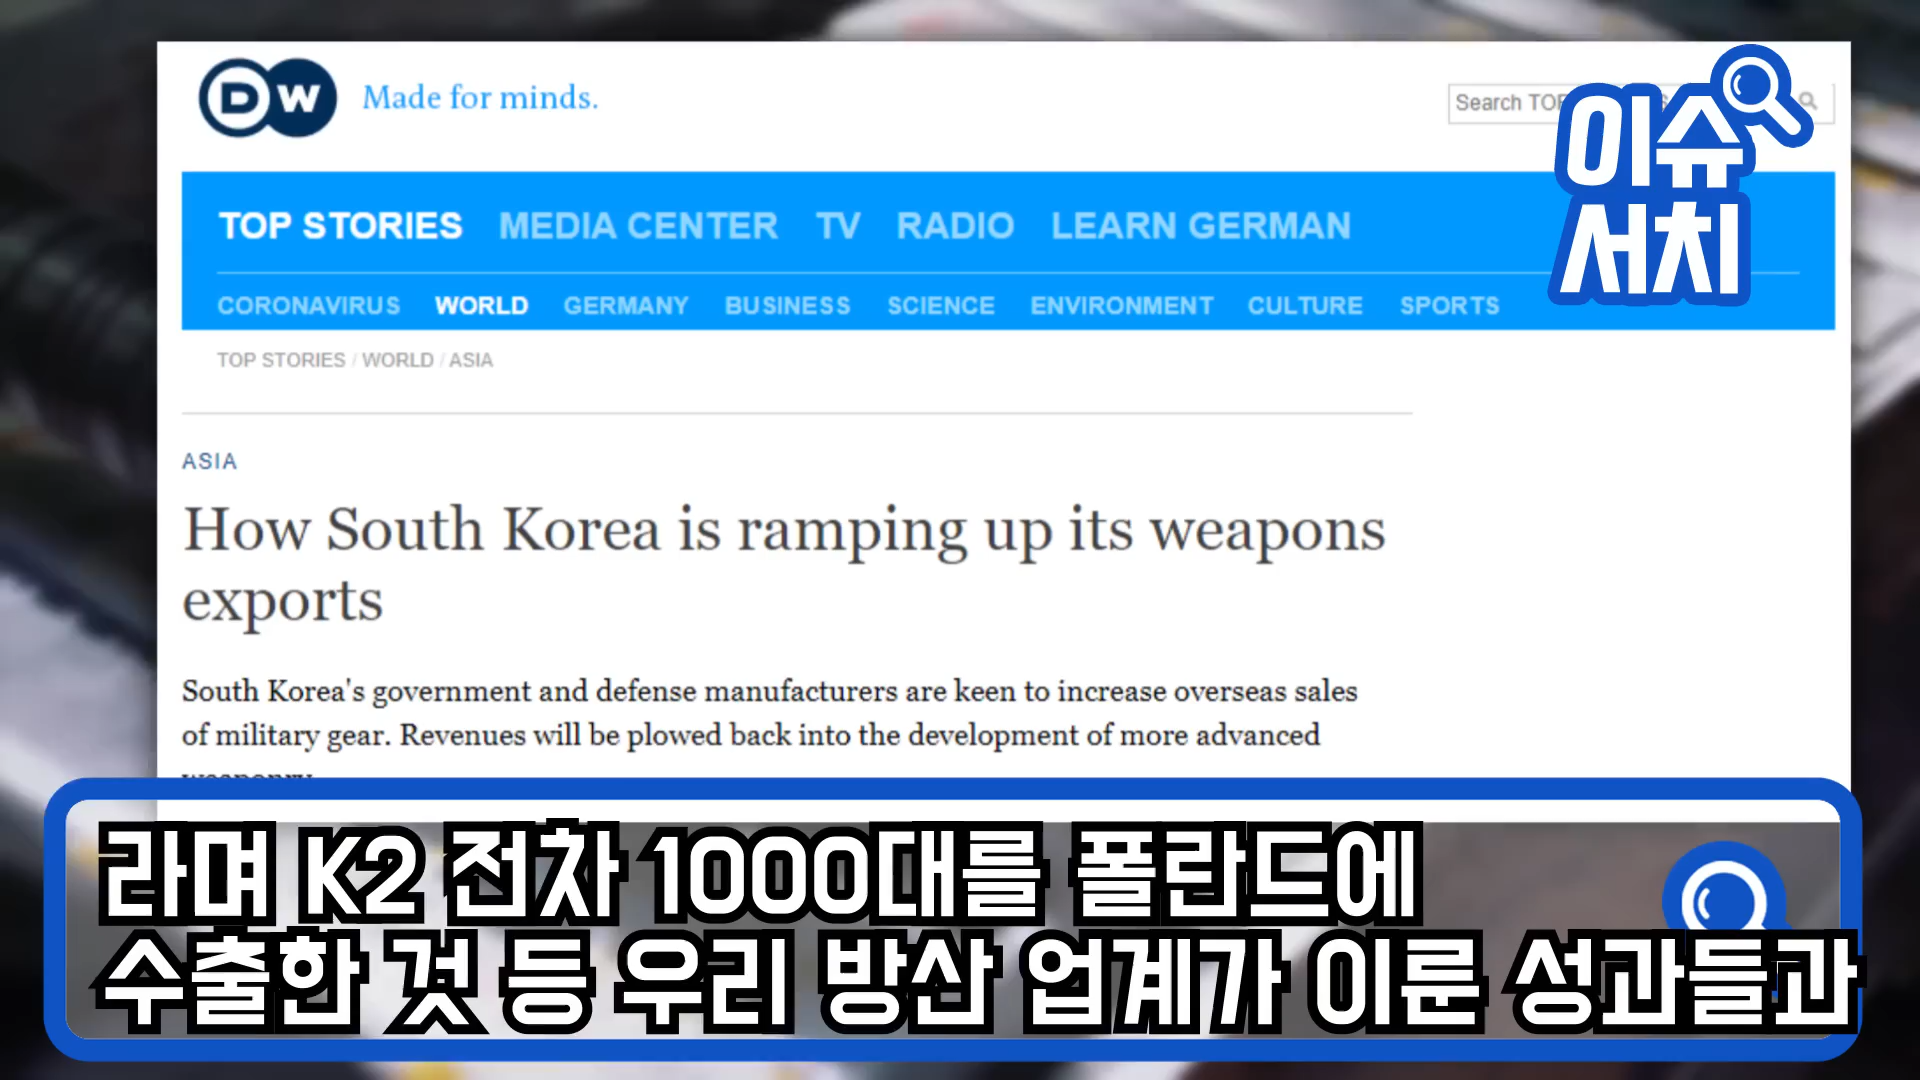 DW Made for minds.
Search TOP
이슈
서치
TOP STORIES MEDIA CENTER TV RADIO LEARN GERMAN
CORONAVIRUS WORLD GERMANY BUSINESS SCIENCE ENVIRONMENT CULTURE SPORTS
TOP STORIES / WORLD / ASIA
ASIA
How South Korea is ramping up its weapons
exports
South Korea's government and defense manufacturers are keen to increase overseas sales
of military gear. Revenues will be plowed back into the development of more advanced
weaponry.
라며 K2 전차 1000대를 폴란드에
수출한 것 등 우리 방산 업계가 이룬 성과들과